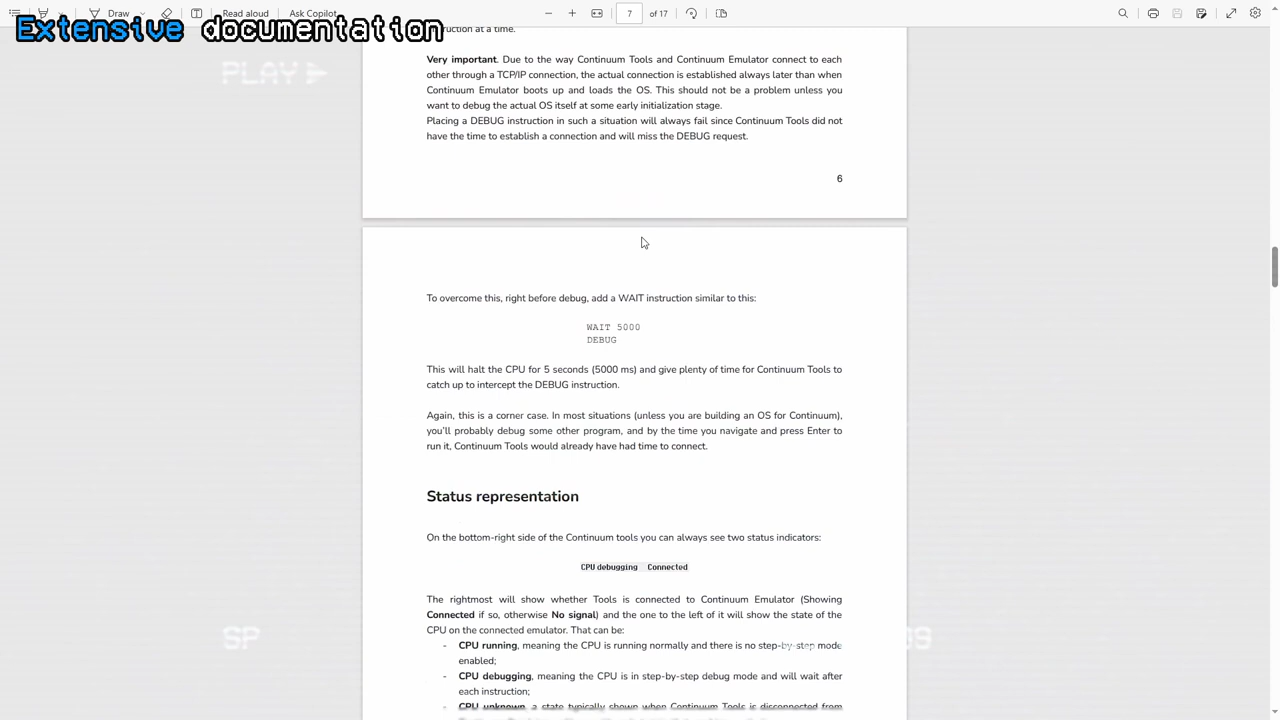 Read aloud
Ask Copilot
Draw
7 of 17
Extensive documentation
PLAY
ruction at a time.
Very important. Due to the way Continuum Tools and Continuum Emulator connect to each
other through a TCP/IP connection, the actual connection is established always later than when
Continuum Emulator boots up and loads the OS. This should not be a problem unless you
want to debug the actual OS itself at some early initialization stage.
Placing a DEBUG instruction in such a situation will always fail since Continuum Tools did not
have the time to establish a connection and will miss the DEBUG request.
6
To overcome this, right before debug, add a WAIT instruction similar to this:
WAIT 5000
DEBUG
This will halt the CPU for 5 seconds (5000 ms) and give plenty of time for Continuum Tools to
catch up to intercept the DEBUG instruction.
Again, this is a corner case. In most situations (unless you are building an OS for Continuum),
you'll probably debug some other program, and by the time you navigate and press Enter to
run it, Continuum Tools would already have had time to connect.
Status representation
On the bottom-right side of the Continuum tools you can always see two status indicators:
CPU debugging Connected
The rightmost will show whether Tools is connected to Continuum Emulator (Showing
Connected if so, otherwise No signal) and the one to the left of it will show the state of the
CPU on the connected emulator. That can be:
SP
- CPU running, meaning the CPU is running normally and there is no step-by-step mode
enabled;
- CPU debugging, meaning the CPU is in step-by-step debug mode and will wait after
each instruction;
- CPU unknown, a state typically shown when Continuum Tools is disconnected from